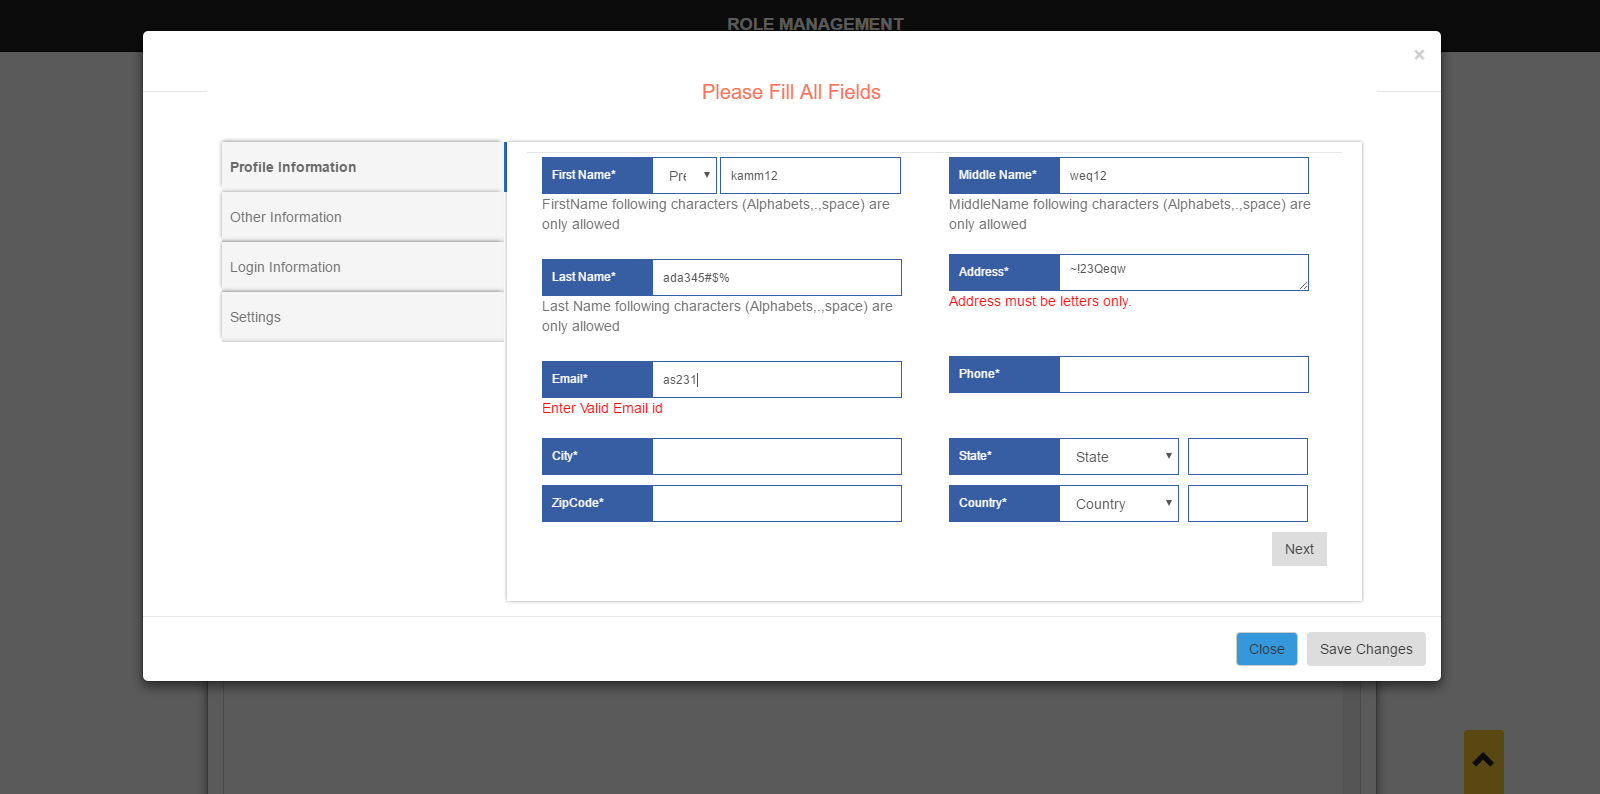 ROLE MANAGEMENT
×
Please Fill All Fields
Profile Information
Other Information
Login Information
Settings
First Name* Pre kamm12
FirstName following characters (Alphabets,.,space) are
only allowed
Middle Name* weq12
MiddleName following characters (Alphabets,.,space) are
only allowed
Last Name* ada345#$%
Last Name following characters (Alphabets,.,space) are
only allowed
Address* ~!23Qeqw
Address must be letters only.
Email* as231
Enter Valid Email id
Phone*
City*
State* State
ZipCode*
Country* Country
Next
Close Save Changes